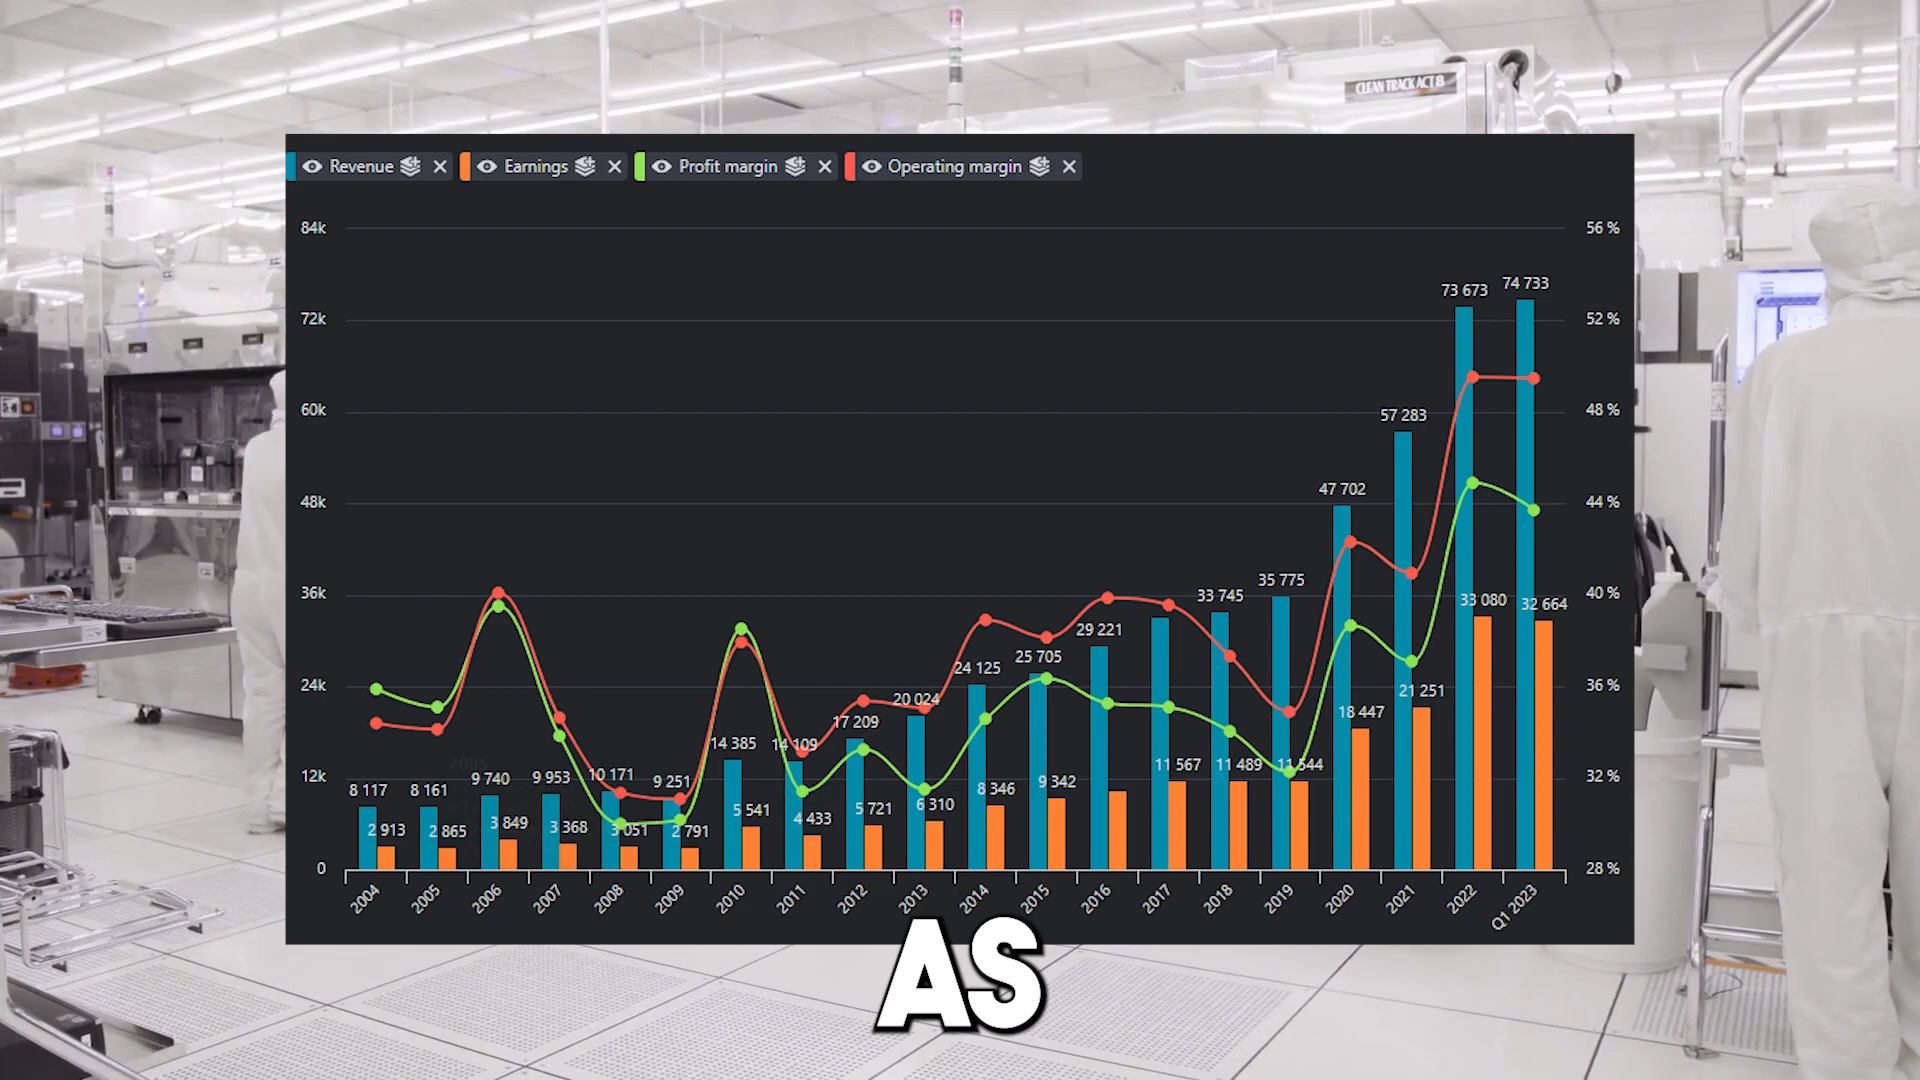 CLEAN TRACK ACT 8
Revenue Earnings Profit margin Operating margin
84k 56 %
74 733
73 673
72k 52 %
60k 57 283 48 %
48k 47 702 44 %
36k 35 775 33 745 33 080 32 664 40 %
29 221
25 705
24 125
24k 21 251 36 %
20 024
18 447
17 209
14 385 14 109
11 567 11 489 11 544
12k 9 740 9 953 10 171 9 251 32 %
8 117 8 161 8 346 9 342
5 541 5 721 6 310
4 433
2 913 2 865 3 849 3 368 3 051 2 791
2005
0 28 %
2004 2005 2006 2007 2008 2009 2010 2011 2012 2013 2014 2015 2016 2017 2018 2019 2020 2021 2022 Q1 2023
AS